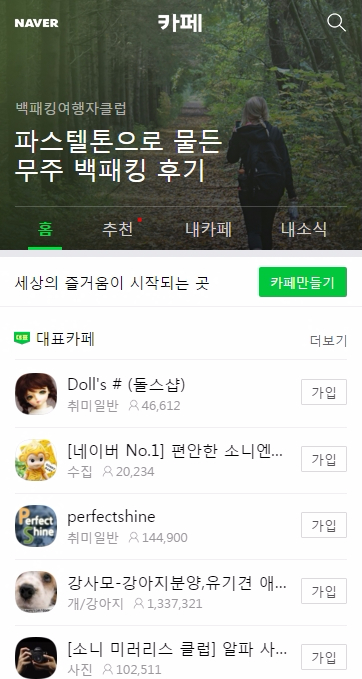 NAVER
카페
백패킹여행자클럽
파스텔톤으로 물든
무주 백패킹 후기
홈 추천 내카페 내소식
세상의 즐거움이 시작되는 곳 카페만들기
대표 대표카페 더보기
Doll's # (돌스샵) 가입
취미일반 46,612
[네이버 No.1] 편안한 소니엔... 가입
수집 20,234
Perfect Shine
perfectshine 가입
취미일반 144,900
강사모-강아지분양,유기견 애... 가입
개/강아지 1,337,321
[소니 미러리스 클럽] 알파 사... 가입
사진 102,511